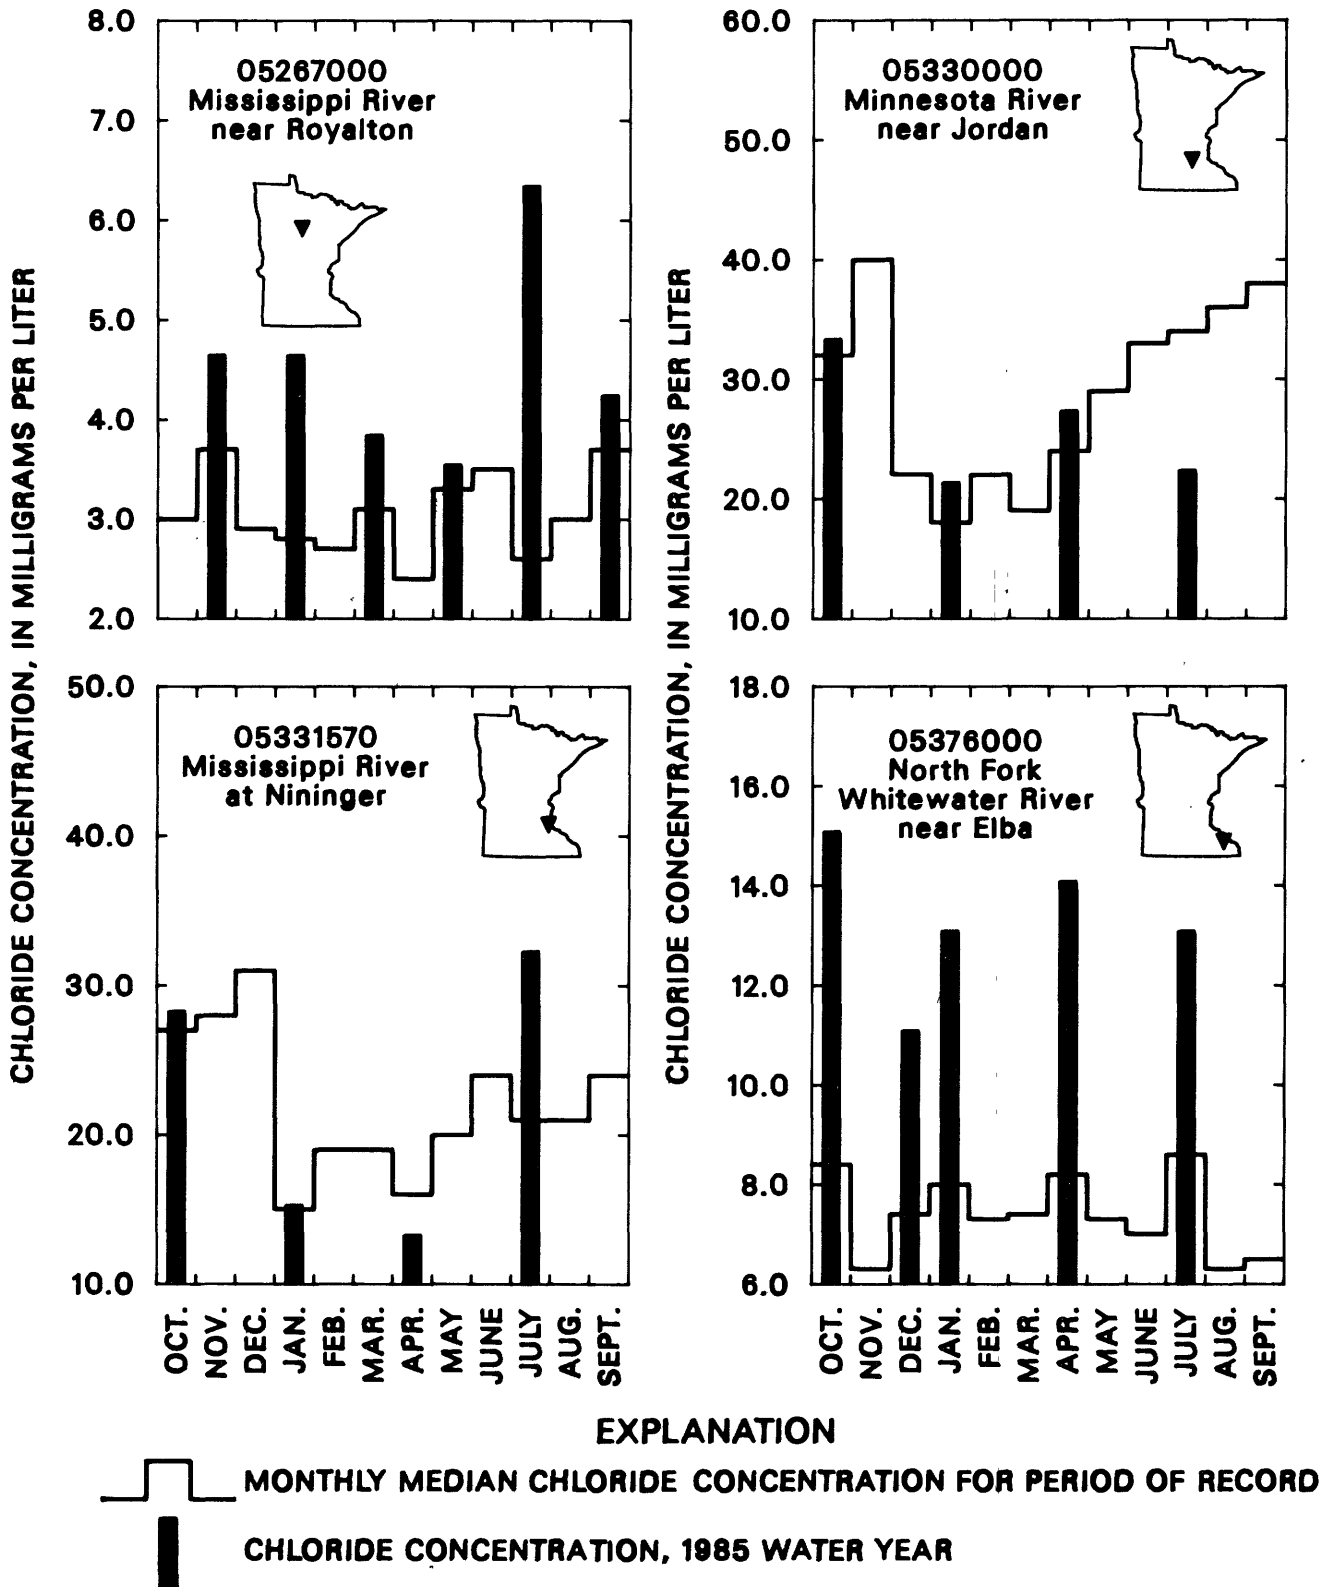 CHLORIDE CONCENTRATION, IN MILLIGRAMS PER LITER
8.0
7.0
6.0
5.0
4.0
3.0
2.0
05267000
Mississippi River
near Royalton
CHLORIDE CONCENTRATION, IN MILLIGRAMS PER LITER
60.0
50.0
40.0
30.0
20.0
10.0
05330000
Minnesota River
near Jordan
50.0
40.0
30.0
20.0
10.0
05331570
Mississippi River
at Nininger
OCT.
NOV.
DEC.
JAN.
FEB.
MAR.
APR.
MAY
JUNE
JULY
AUG.
SEPT.
18.0
16.0
14.0
12.0
10.0
8.0
6.0
05376000
North Fork
Whitewater River
near Elba
OCT.
NOV.
DEC.
JAN.
FEB.
MAR.
APR.
MAY
JUNE
JULY
AUG.
SEPT.
EXPLANATION
MONTHLY MEDIAN CHLORIDE CONCENTRATION FOR PERIOD OF RECORD
CHLORIDE CONCENTRATION, 1985 WATER YEAR